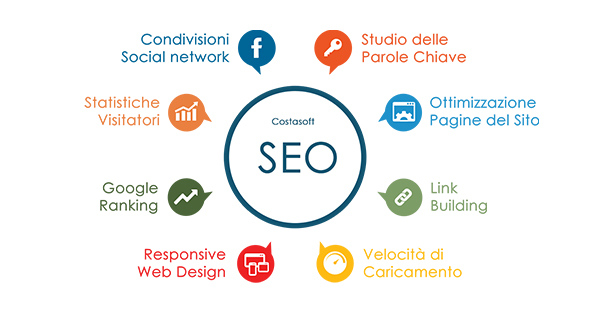 Condivisioni
Social network
Studio delle
Parole Chiave
Statistiche
Visitatori
Ottimizzazione
Pagine del Sito
Costasoft
SEO
Google
Ranking
Link
Building
Responsive
Web Design
Velocità di
Caricamento